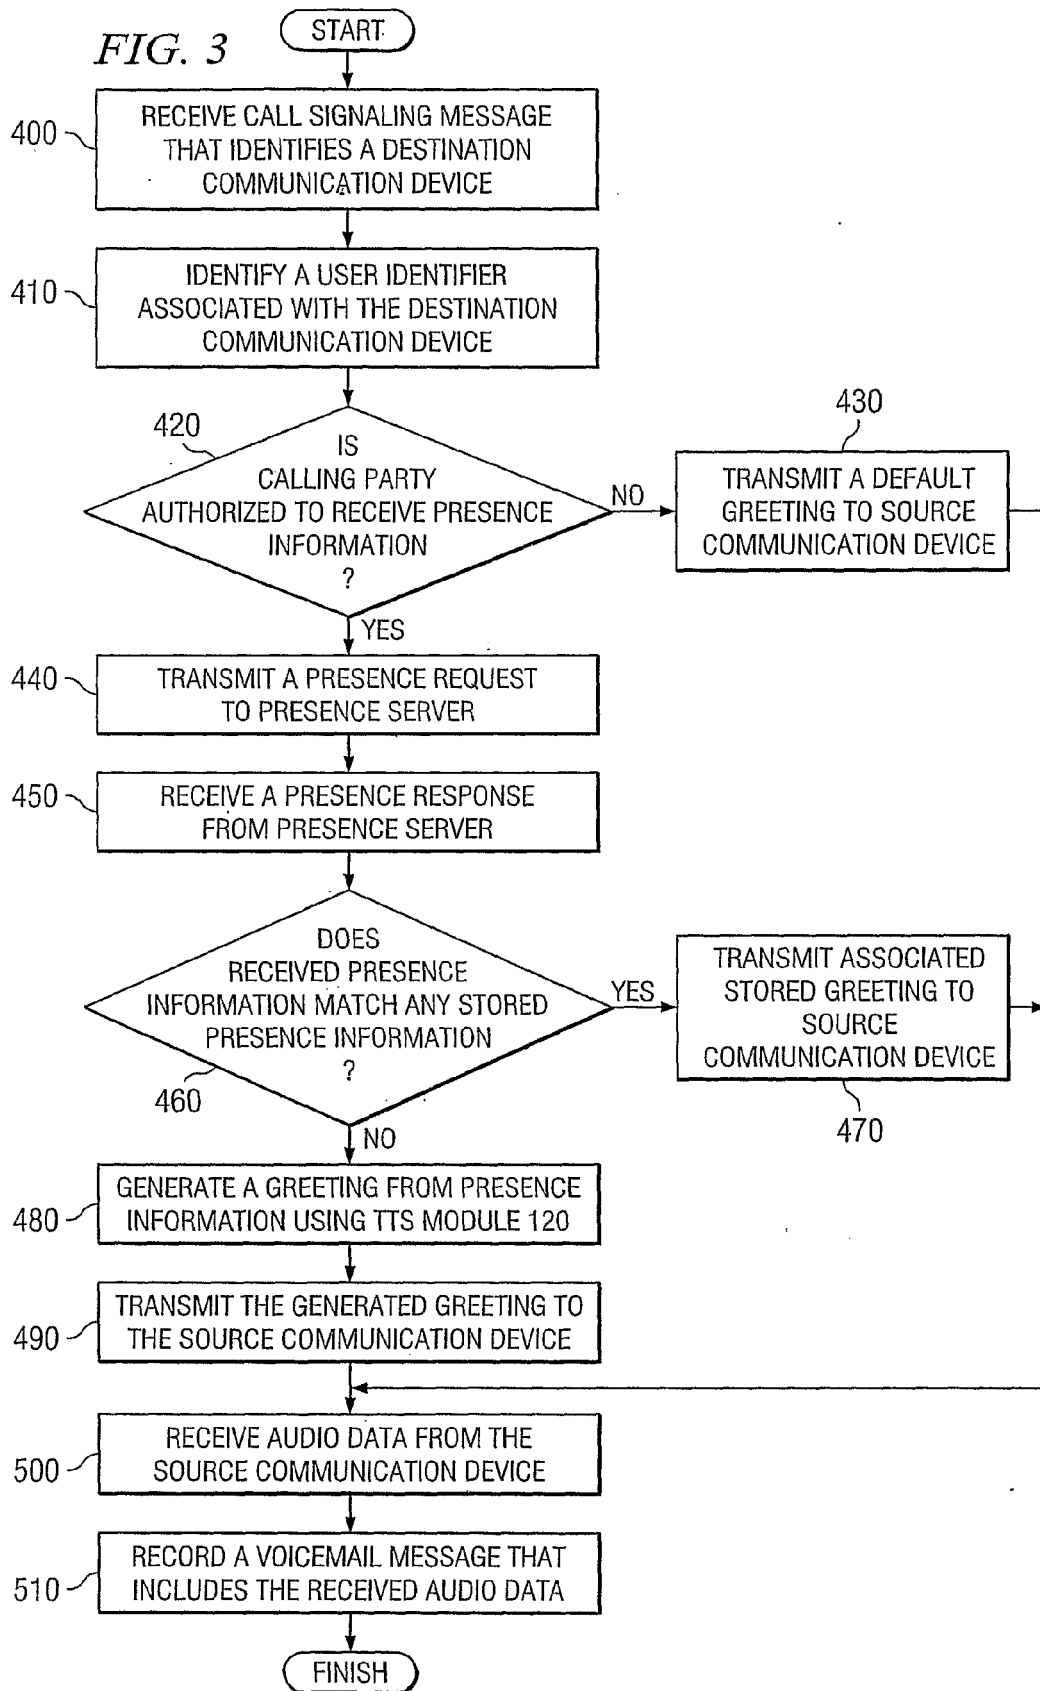 FIG. 3
START
400
RECEIVE CALL SIGNALING MESSAGE
THAT IDENTIFIES A DESTINATION
COMMUNICATION DEVICE
410
IDENTIFY A USER IDENTIFIER
ASSOCIATED WITH THE DESTINATION
COMMUNICATION DEVICE
420
IS
CALLING PARTY
AUTHORIZED TO RECEIVE PRESENCE
INFORMATION
?
NO
430
TRANSMIT A DEFAULT
GREETING TO SOURCE
COMMUNICATION DEVICE
YES
440
TRANSMIT A PRESENCE REQUEST
TO PRESENCE SERVER
450
RECEIVE A PRESENCE RESPONSE
FROM PRESENCE SERVER
DOES
RECEIVED PRESENCE
INFORMATION MATCH ANY STORED
PRESENCE INFORMATION
?
460
YES
TRANSMIT ASSOCIATED
STORED GREETING TO
SOURCE
COMMUNICATION DEVICE
470
NO
480
GENERATE A GREETING FROM PRESENCE
INFORMATION USING TTS MODULE 120
490
TRANSMIT THE GENERATED GREETING TO
THE SOURCE COMMUNICATION DEVICE
500
RECEIVE AUDIO DATA FROM THE
SOURCE COMMUNICATION DEVICE
510
RECORD A VOICEMAIL MESSAGE THAT
INCLUDES THE RECEIVED AUDIO DATA
FINISH